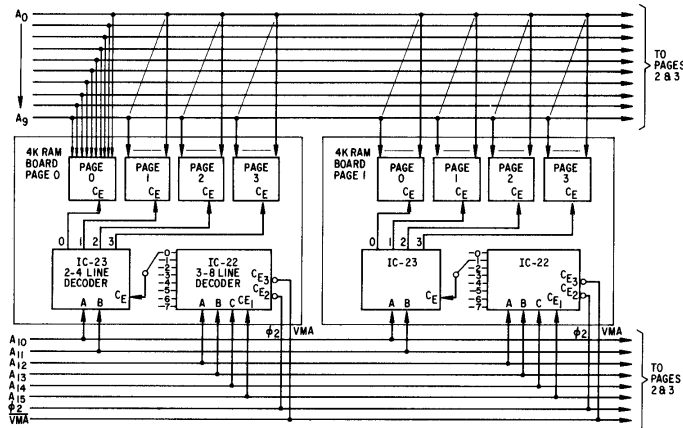 A0
A9
TO
PAGES
2 & 3
4K RAM
BOARD
PAGE 0
PAGE
0
CE
PAGE
1
CE
PAGE
2
CE
PAGE
3
CE
0 1 2 3
IC-23
2-4 LINE
DECODER
CE
A B
-0-
-1-
-2-
-3-
-4-
-5-
-6-
-7-
IC-22
3-8 LINE
DECODER
CE3
CE2
A B C CE1
ϕ2 VMA
4K RAM
BOARD
PAGE 1
PAGE
0
CE
PAGE
1
CE
PAGE
2
CE
PAGE
3
CE
0 1 2 3
IC-23
CE
A B
-0-
-1-
-2-
-3-
-4-
-5-
-6-
-7-
IC-22
CE3
CE2
A B C CE1
ϕ2 VMA
A10
A11
A12
A13
A14
A15
ϕ2
VMA
TO
PAGES
2 & 3